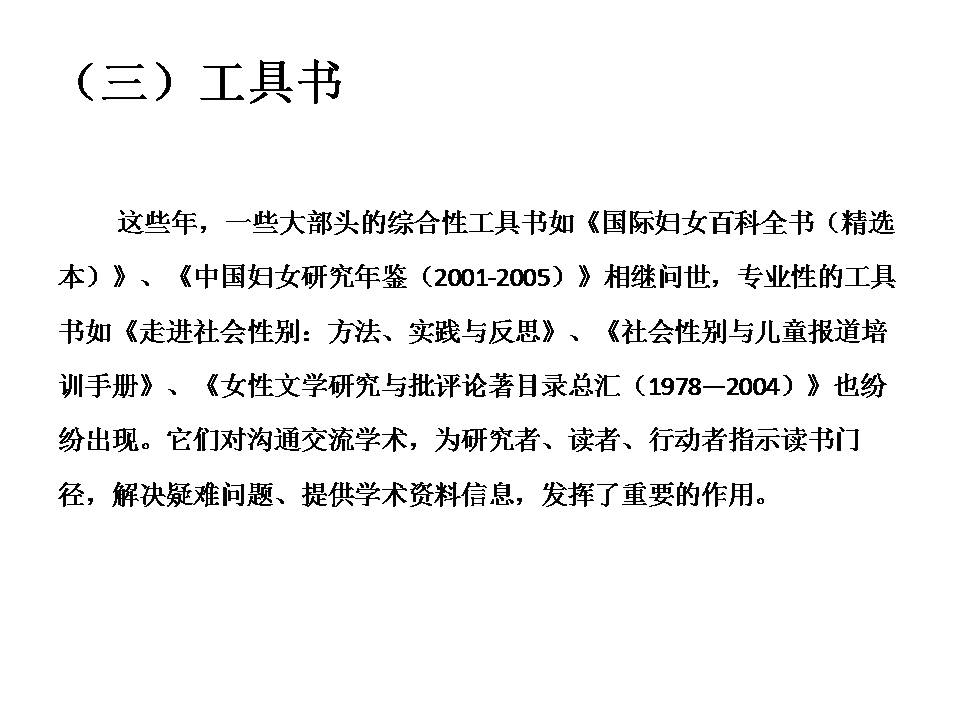 （三）工具书
这些年，一些大部头的综合性工具书如《国际妇女百科全书（精选
本）》、《中国妇女研究年鉴（2001-2005）》相继问世，专业性的工具
书如《走进社会性别：方法、实践与反思》、《社会性别与儿童报道培
训手册》、《女性文学研究与批评论著目录总汇（1978—2004）》也纷
纷出现。它们对沟通交流学术，为研究者、读者、行动者指示读书门
径，解决疑难问题、提供学术资料信息，发挥了重要的作用。